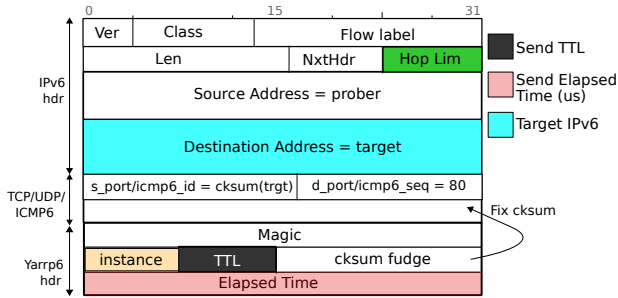 0 15 31
Ver Class Flow label
Len NxtHdr Hop Lim
IPv6
hdr
Source Address = prober
Destination Address = target
TCP/UDP/
ICMP6
s_port/icmp6_id = cksum(trgt) d_port/icmp6_seq = 80
Fix cksum
Yarrp6
hdr
Magic
instance TTL cksum fudge
Elapsed Time
Send TTL
Send Elapsed
Time (us)
Target IPv6